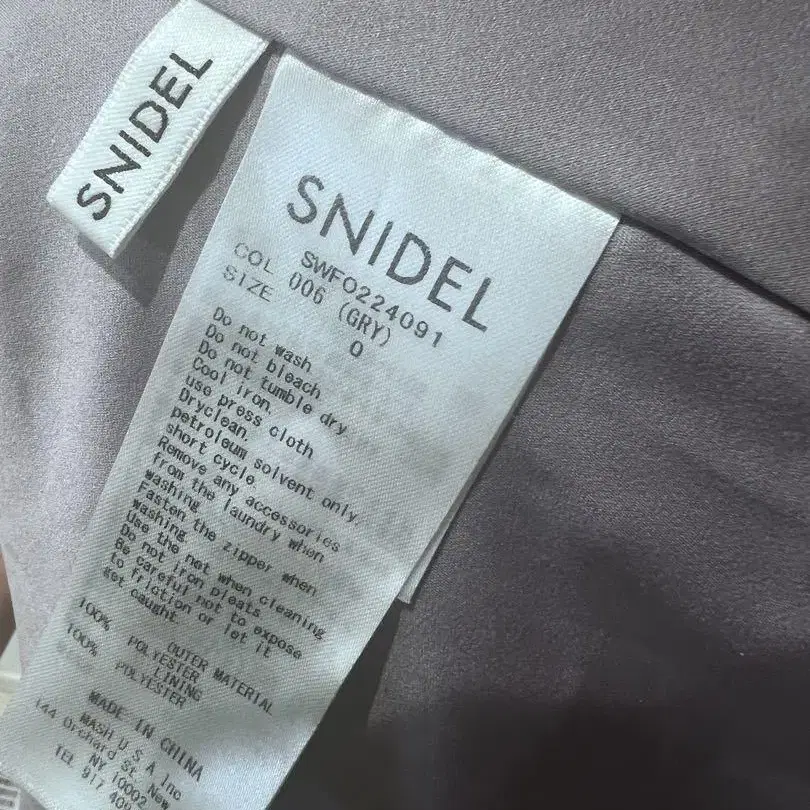 SNIDEL
SNIDEL
SWFO224091
COL 006 (GRY)
SIZE 0
Do not wash
Do not bleach
Do not tumble dry
Cool iron,
use press cloth
Dryclean,
petroleum solvent only,
short cycle
Remove any accessories
from the laundry when
washing
Fasten the zipper when
washing
Use the net when cleaning
Do not iron pleats
Be careful not to expose
to friction or let it
get caught
OUTER MATERIAL
100% POLYESTER
LINING
100% POLYESTER
MADE IN CHINA
MASH U S A Inc
144 Orchard St. New
NY 10002
TEL 917